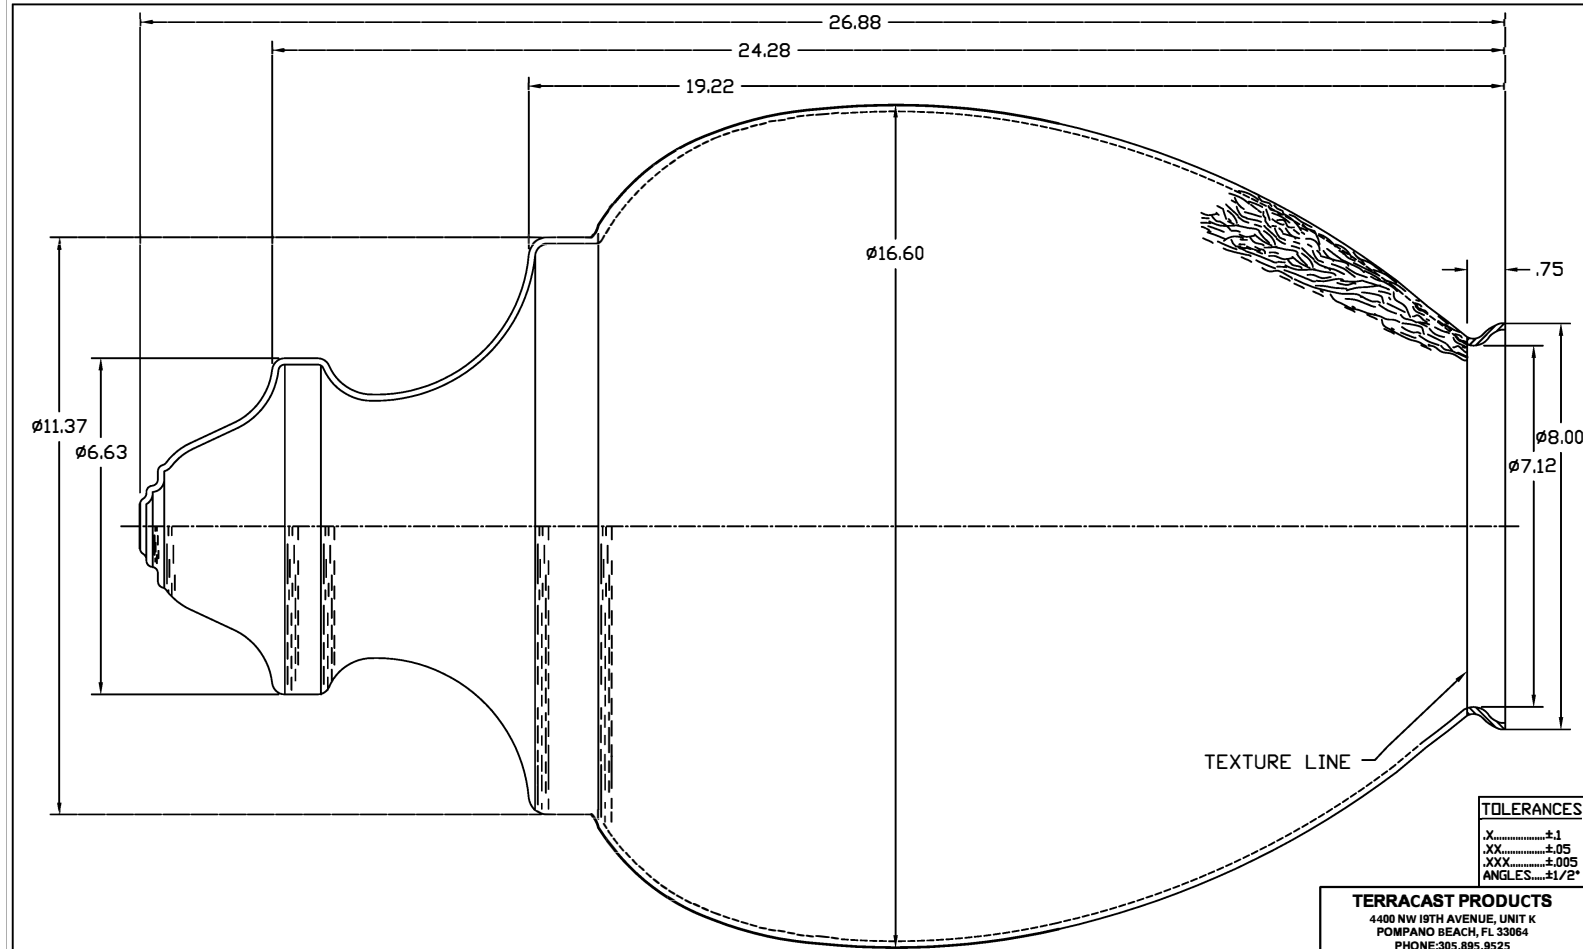 26.88
24.28
19.22
ø16.60
.75
ø11.37
ø6.63
ø8.00
ø7.12
TEXTURE LINE
TOLERANCES
.X.................±.1
.XX..............±.05
.XXX............±.005
ANGLES.....±1/2°
TERRACAST PRODUCTS
4400 NW 19TH AVENUE, UNIT K
POMPANO BEACH, FL 33064
PHONE:305.895.9525